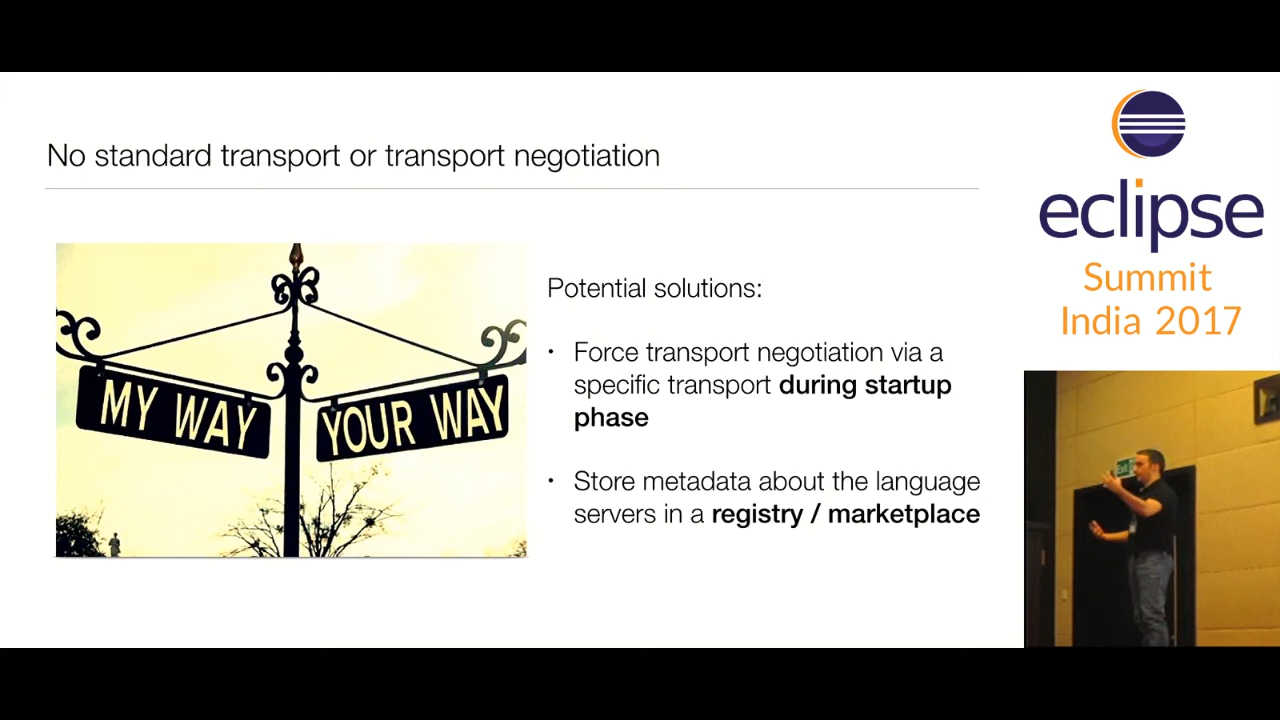 No standard transport or transport negotiation
MY WAY
YOUR WAY
Potential solutions:
• Force transport negotiation via a
specific transport during startup
phase
• Store metadata about the language
servers in a registry / marketplace
eclipse
Summit
India 2017
Exit